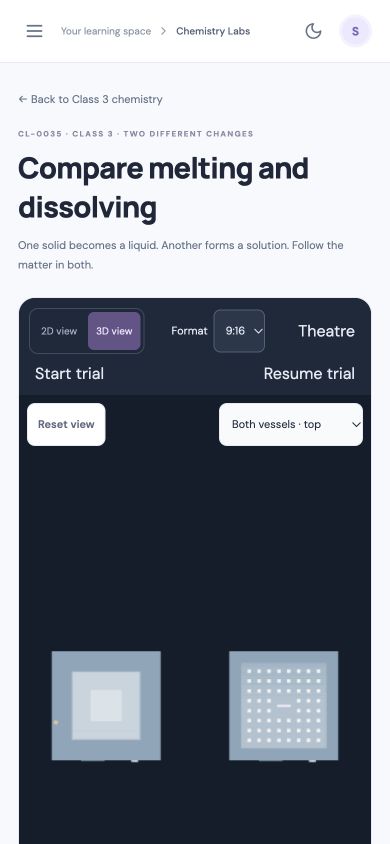 Your learning space > Chemistry Labs
S
← Back to Class 3 chemistry
CL-0035 · CLASS 3 · TWO DIFFERENT CHANGES
Compare melting and
dissolving
One solid becomes a liquid. Another forms a solution. Follow the
matter in both.
2D view 3D view Format 9:16 Theatre
Start trial Resume trial
Reset view Both vessels · top